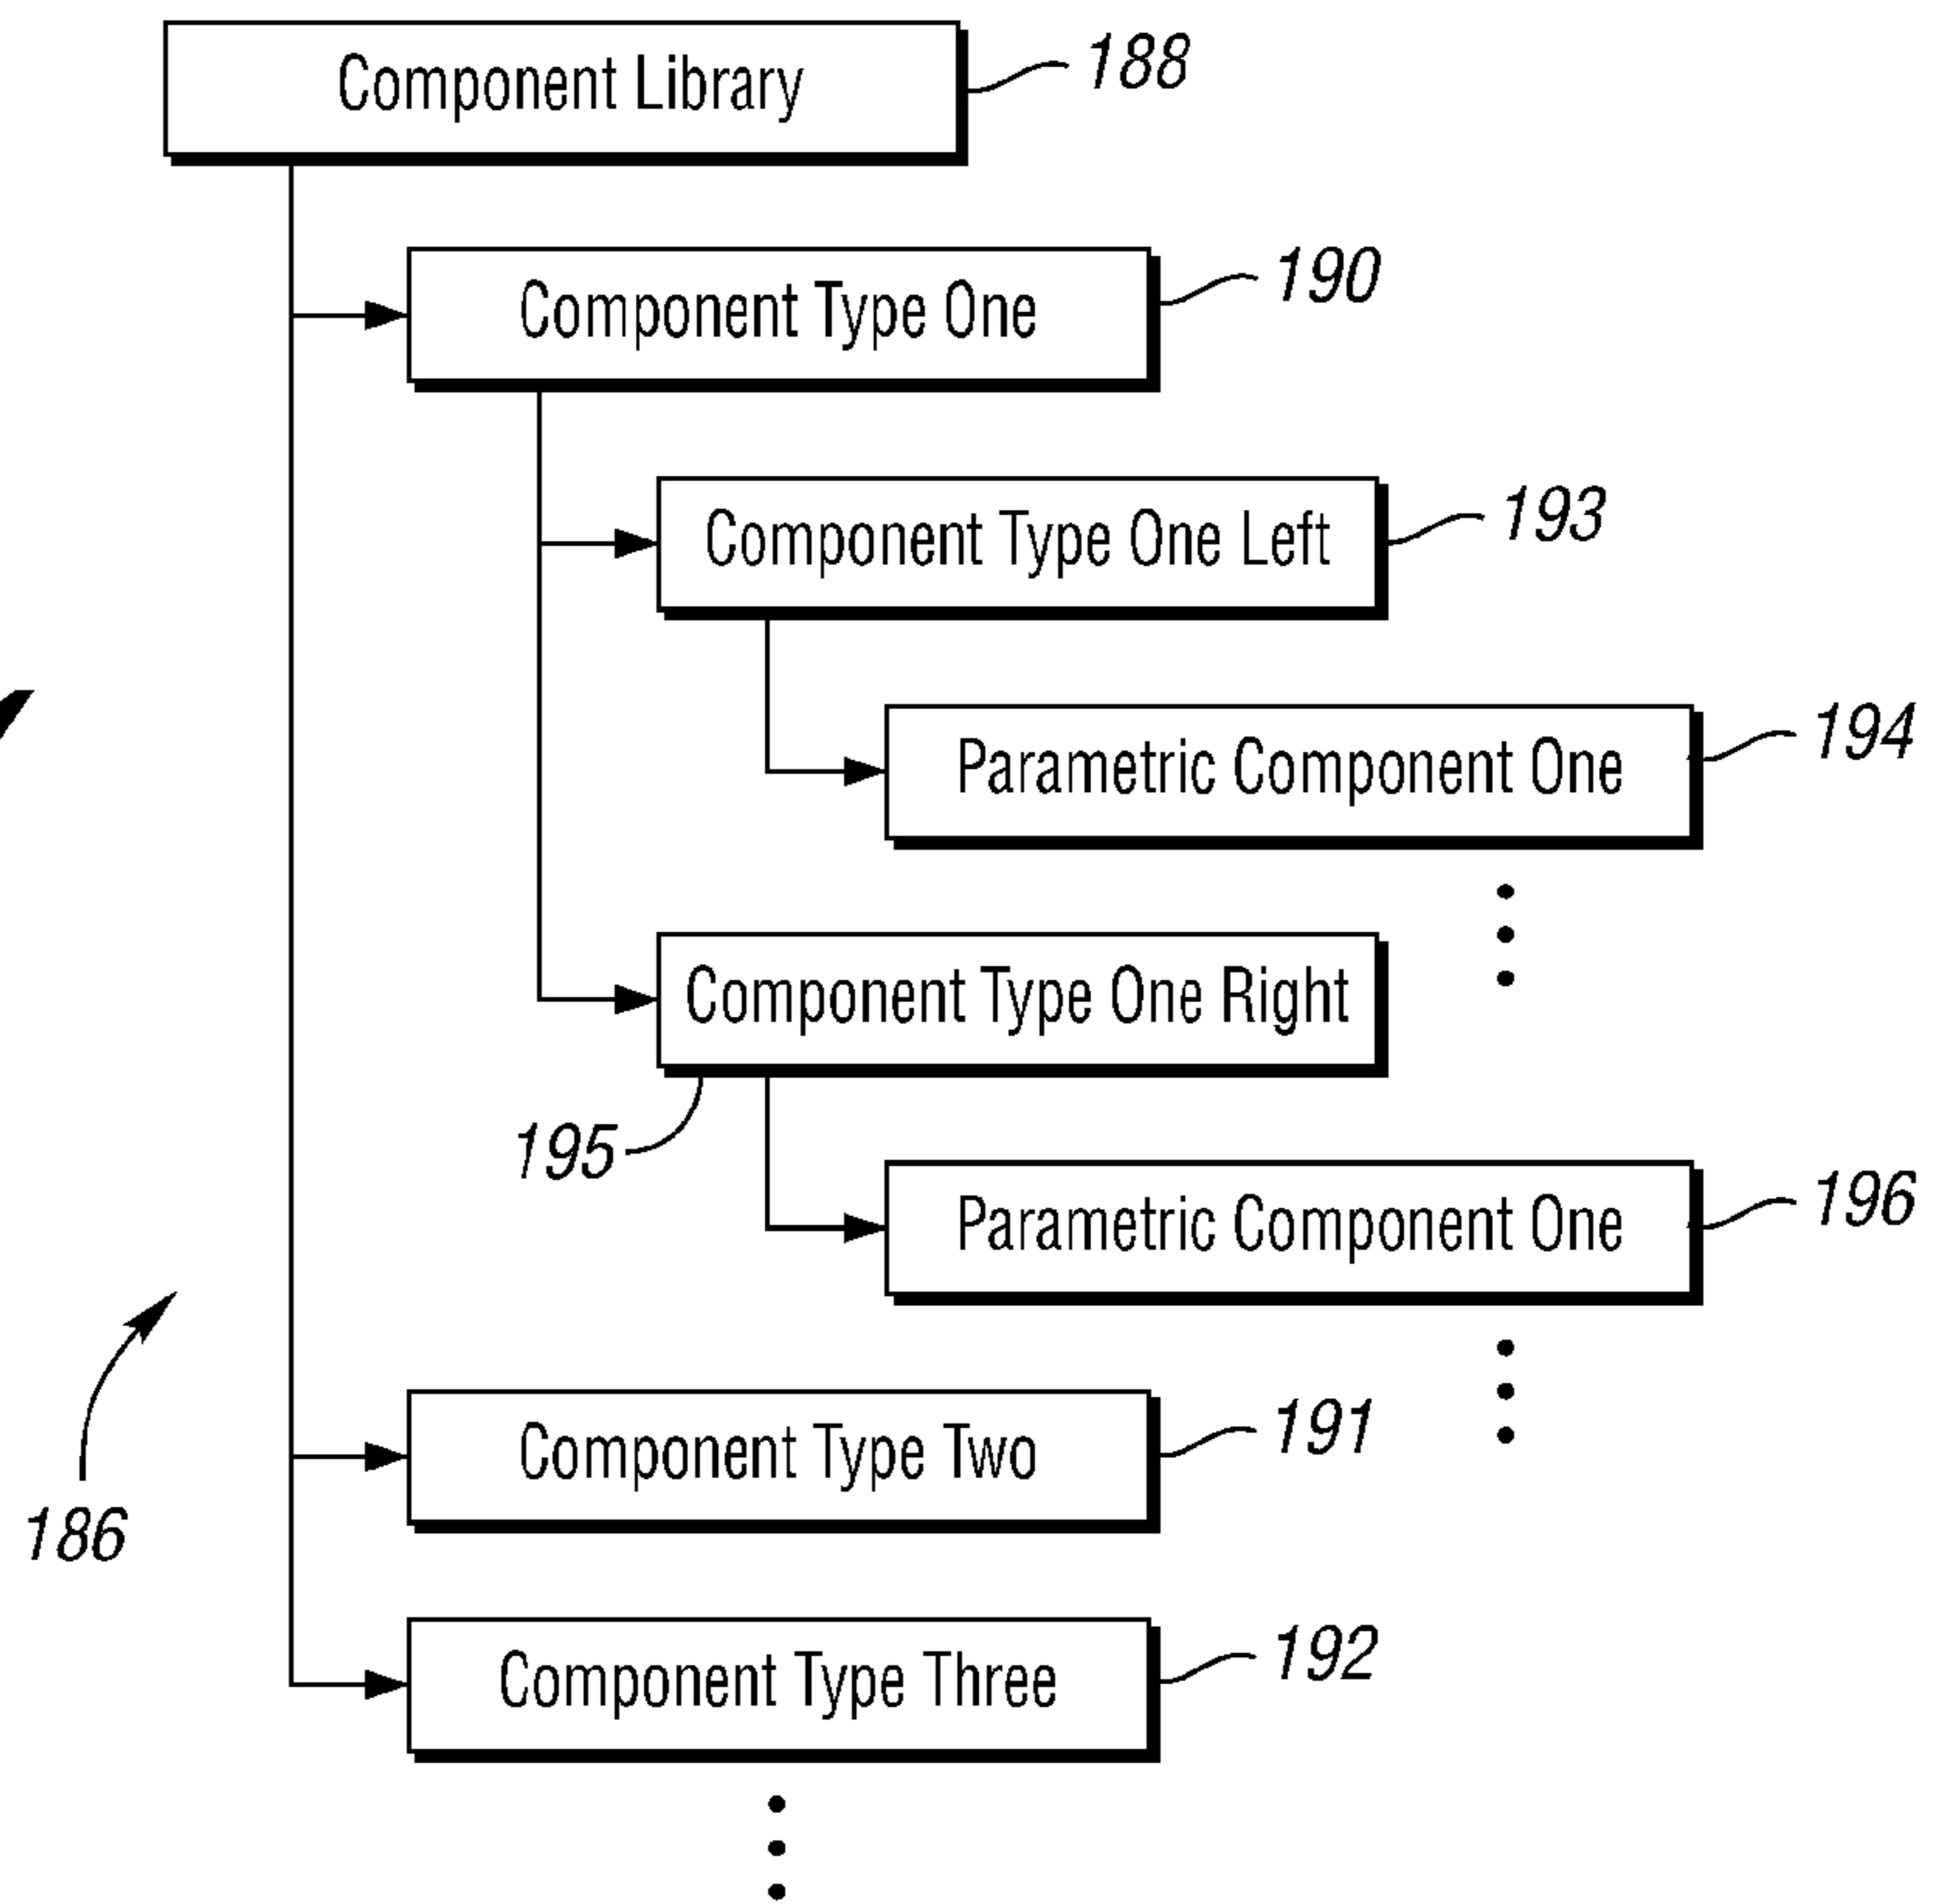 Component Library 188
Component Type One 190
Component Type One Left 193
Parametric Component One 194
Component Type One Right
195
Parametric Component One 196
Component Type Two 191
186
Component Type Three 192